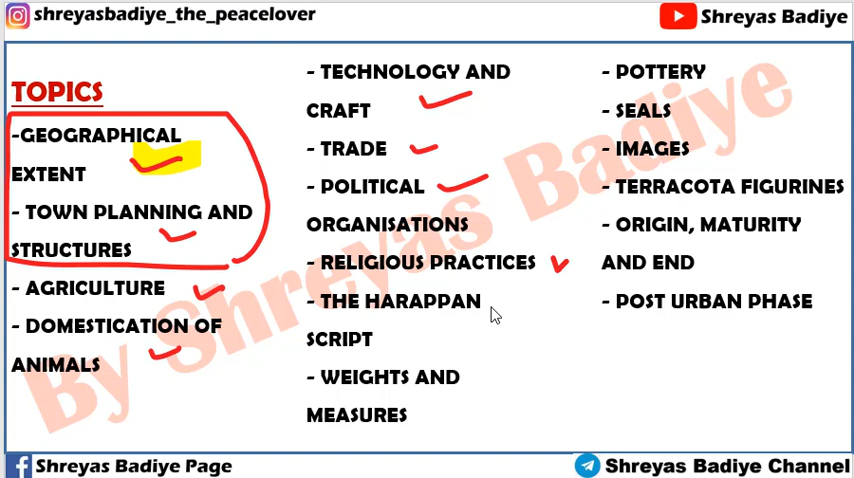 shreyasbadiye_the_peacelover
Shreyas Badiye
TOPICS
-GEOGRAPHICAL
EXTENT
- TOWN PLANNING AND
STRUCTURES
- AGRICULTURE
- DOMESTICATION OF
ANIMALS
- TECHNOLOGY AND
CRAFT
- TRADE
- POLITICAL
ORGANISATIONS
- RELIGIOUS PRACTICES
- THE HARAPPAN
SCRIPT
- WEIGHTS AND
MEASURES
- POTTERY
- SEALS
- IMAGES
- TERRACOTA FIGURINES
- ORIGIN, MATURITY
AND END
- POST URBAN PHASE
By Shreyas Badiye
Shreyas Badiye Page
Shreyas Badiye Channel